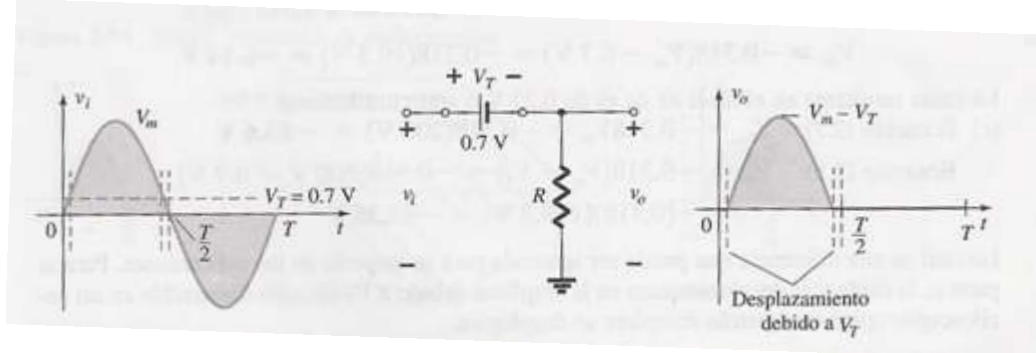 v_i
V_m
V_T = 0.7 V
0
T/2
T
t
+ V_T −
0.7 V
+
v_i
−
R
+
v_o
−
v_o
V_m − V_T
0
T/2
T
t
Desplazamiento
debido a V_T